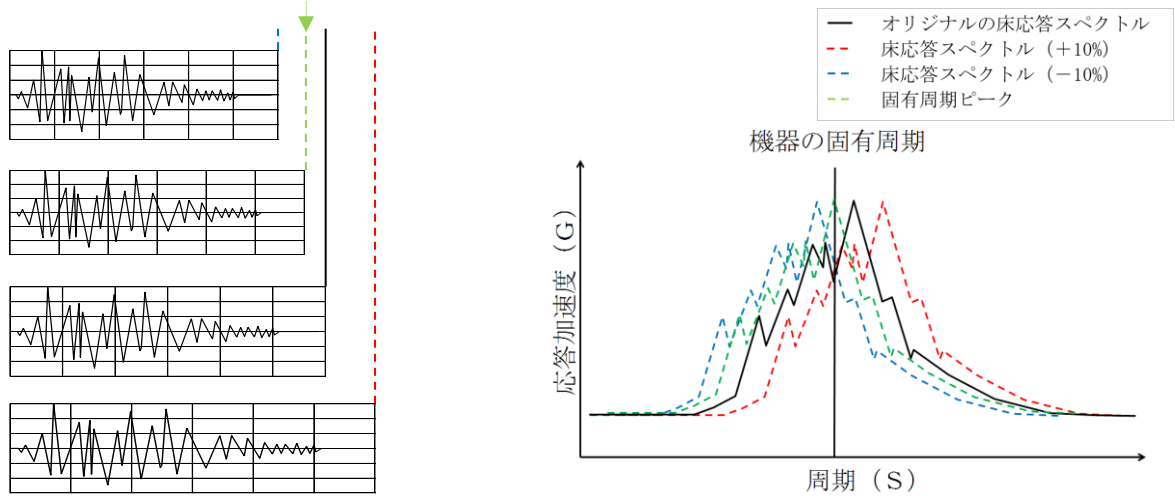 オリジナルの床応答スペクトル
床応答スペクトル（＋10%）
床応答スペクトル（－10%）
固有周期ピーク
機器の固有周期
応答加速度（G）
周期（S）